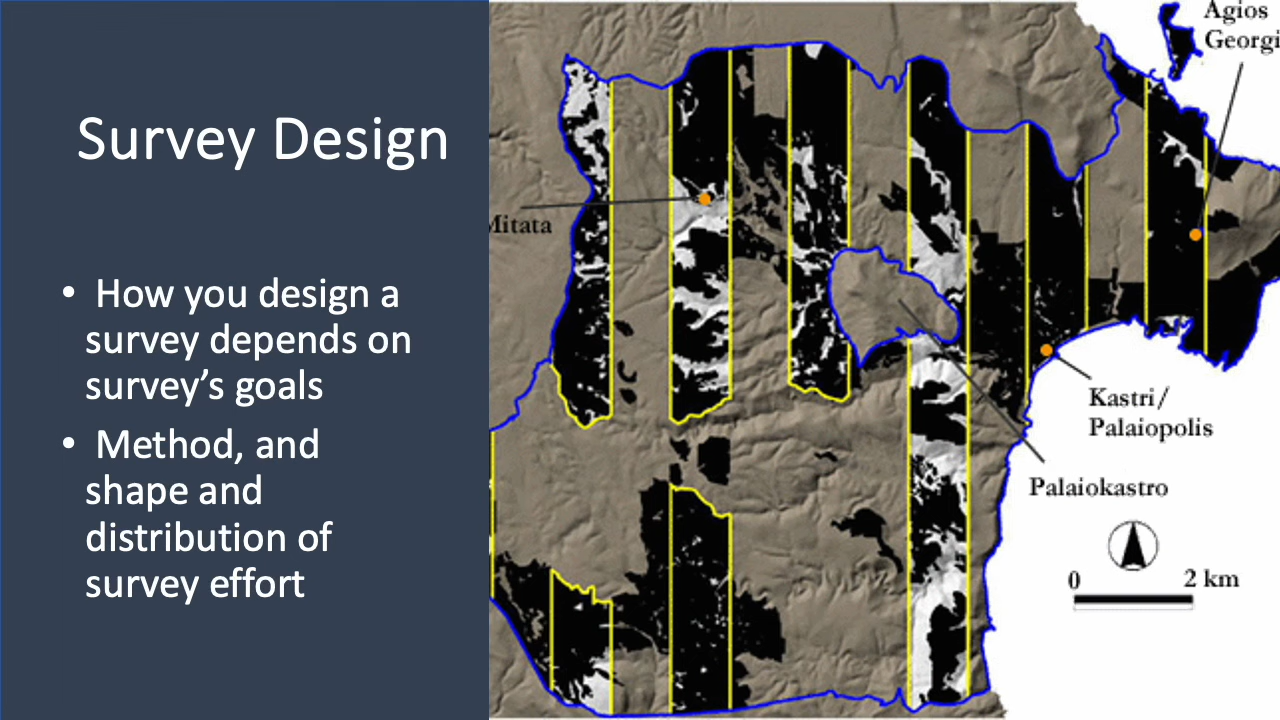 Survey Design
• How you design a
survey depends on
survey’s goals
• Method, and
shape and
distribution of
survey effort
Agios
Georgi
Mitata
Kastri/
Palaiopolis
Palaiokastro
0 2 km